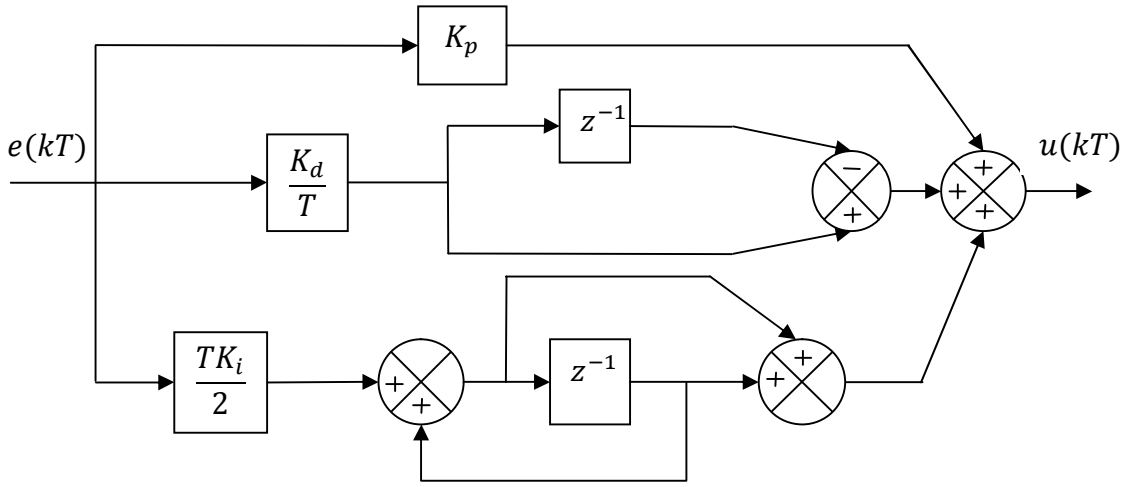 K_p
z^{-1}
e(kT)
K_d
T
−
+
+
+
+
u(kT)
TK_i
2
+
+
z^{-1}
+
+